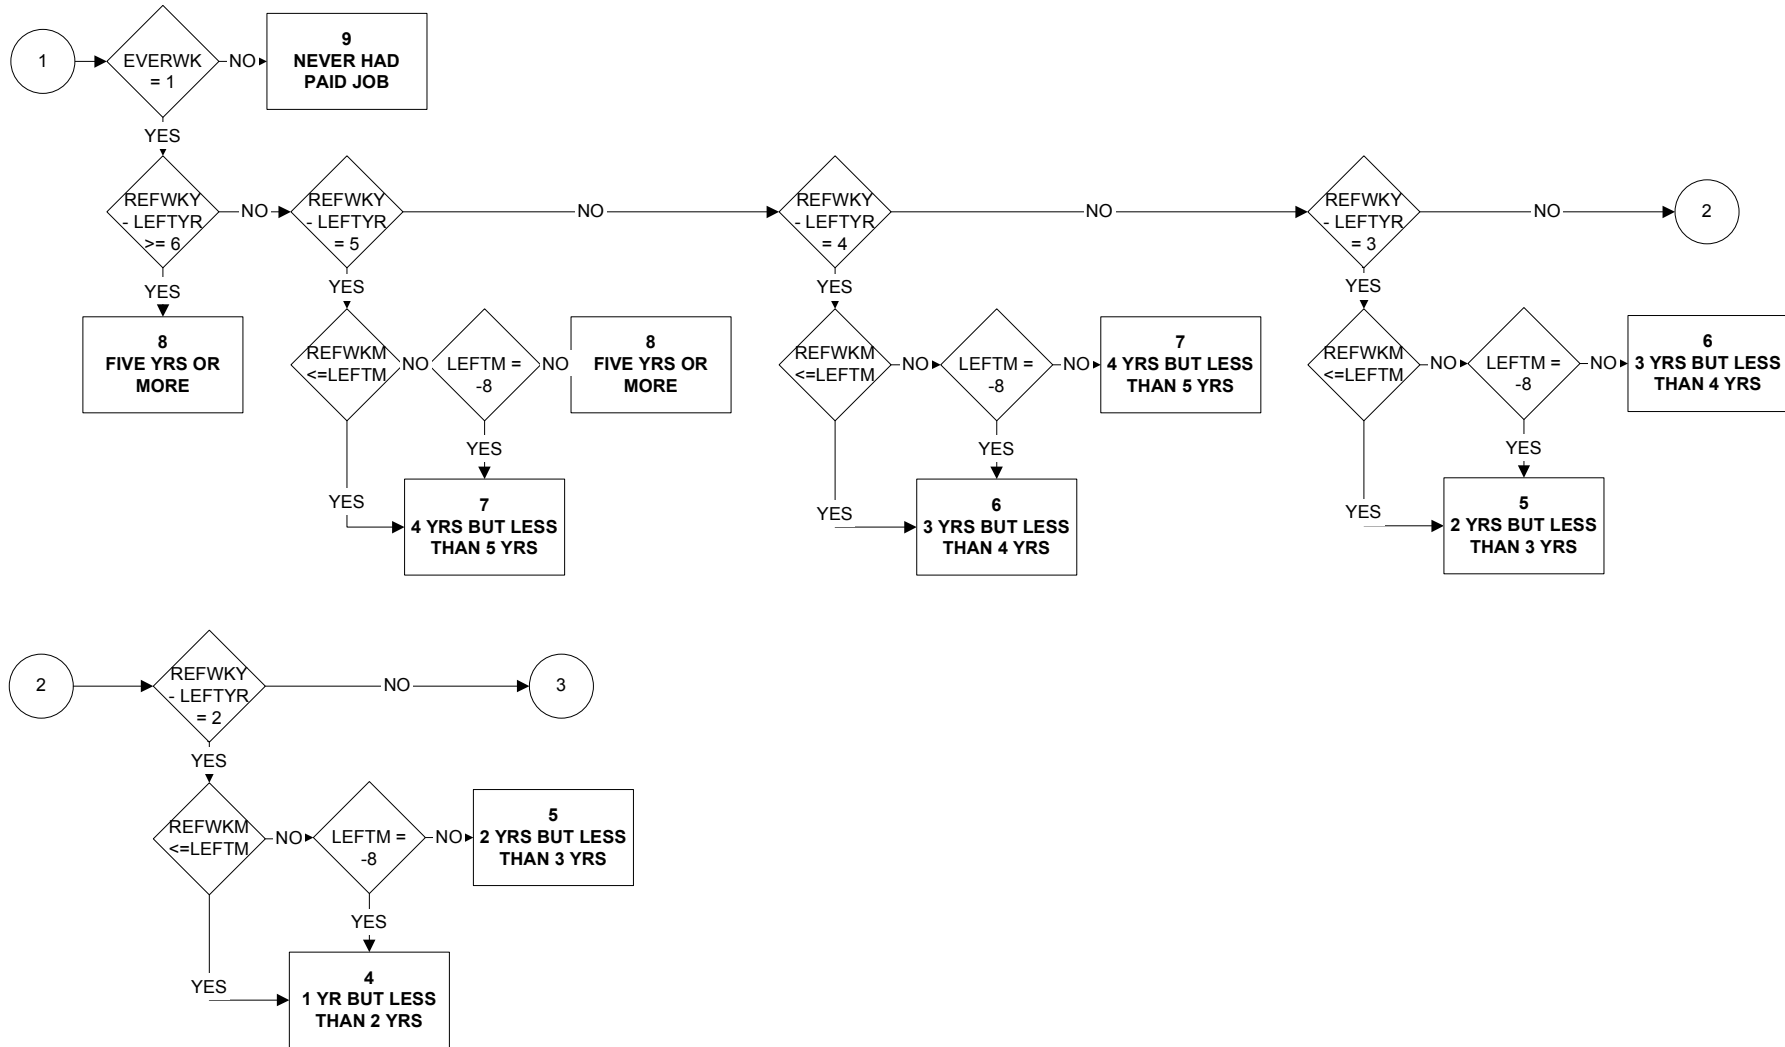 1
EVERWK
= 1
NO
9
NEVER HAD
PAID JOB
YES
REFWKY
- LEFTYR
>= 6
NO
REFWKY
- LEFTYR
= 5
NO
REFWKY
- LEFTYR
= 4
NO
REFWKY
- LEFTYR
= 3
NO
2
YES
YES
YES
YES
8
FIVE YRS OR
MORE
REFWKM
<=LEFTM
NO
LEFTM =
-8
NO
8
FIVE YRS OR
MORE
REFWKM
<=LEFTM
NO
LEFTM =
-8
NO
7
4 YRS BUT LESS
THAN 5 YRS
REFWKM
<=LEFTM
NO
LEFTM =
-8
NO
6
3 YRS BUT LESS
THAN 4 YRS
YES
YES
YES
YES
7
4 YRS BUT LESS
THAN 5 YRS
YES
6
3 YRS BUT LESS
THAN 4 YRS
YES
5
2 YRS BUT LESS
THAN 3 YRS
2
REFWKY
- LEFTYR
= 2
NO
3
YES
REFWKM
<=LEFTM
NO
LEFTM =
-8
NO
5
2 YRS BUT LESS
THAN 3 YRS
YES
YES
4
1 YR BUT LESS
THAN 2 YRS